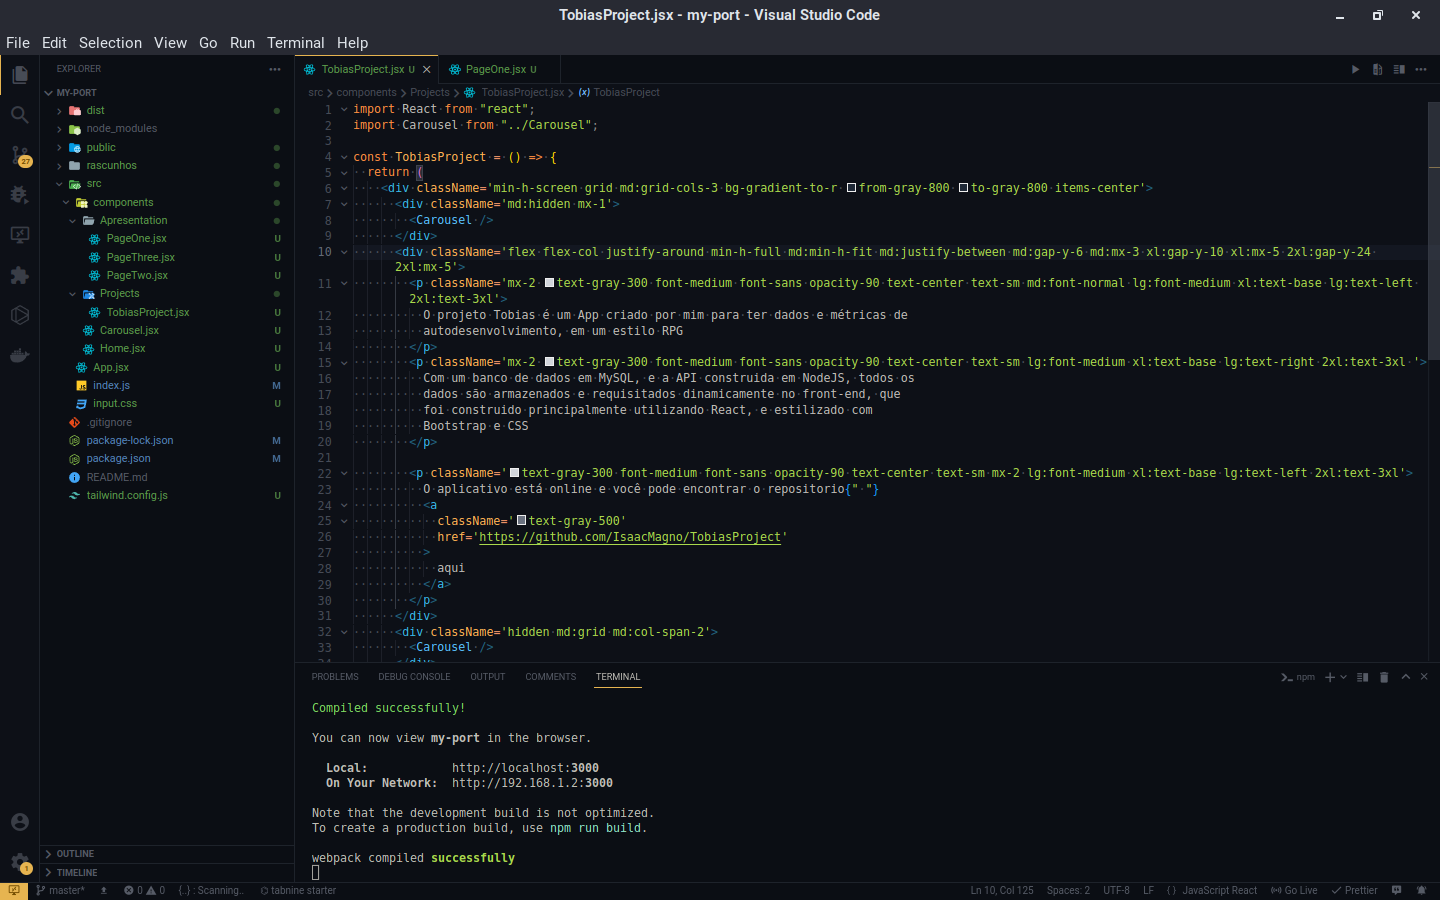 TobiasProject.jsx - my-port - Visual Studio Code
File Edit Selection View Go Run Terminal Help
EXPLORER
MY-PORT
dist
node_modules
public
rascunhos
src
components
Apresentation
PageOne.jsx U
PageThree.jsx U
PageTwo.jsx U
Projects
TobiasProject.jsx U
Carousel.jsx U
Home.jsx U
App.jsx U
index.js M
input.css U
.gitignore
package-lock.json M
package.json M
README.md
tailwind.config.js U
OUTLINE
TIMELINE
27
1
TobiasProject.jsx U PageOne.jsx U
src > components > Projects > TobiasProject.jsx > TobiasProject
1 import React from "react";
2 import Carousel from "../Carousel";
3
4 const TobiasProject = () => {
5 return (
6 <div className='min-h-screen grid md:grid-cols-3 bg-gradient-to-r from-gray-800 to-gray-800 items-center'>
7 <div className='md:hidden mx-1'>
8 <Carousel />
9 </div>
10 <div className='flex flex-col justify-around min-h-full md:min-h-fit md:justify-between md:gap-y-6 md:mx-3 xl:gap-y-10 xl:mx-5 2xl:gap-y-24
2xl:mx-5'>
11 <p className='mx-2 text-gray-300 font-medium font-sans opacity-90 text-center text-sm md:font-normal lg:font-medium xl:text-base lg:text-left
2xl:text-3xl'>
12 O projeto Tobias é um App criado por mim para ter dados e métricas de
13 autodesenvolvimento, em um estilo RPG
14 </p>
15 <p className='mx-2 text-gray-300 font-medium font-sans opacity-90 text-center text-sm lg:font-medium xl:text-base lg:text-right 2xl:text-3xl '>
16 Com um banco de dados em MySQL, e a API construida em NodeJS, todos os
17 dados são armazenados e requisitados dinamicamente no front-end, que
18 foi construido principalmente utilizando React, e estilizado com
19 Bootstrap e CSS
20 </p>
21
22 <p className='text-gray-300 font-medium font-sans opacity-90 text-center text-sm mx-2 lg:font-medium xl:text-base lg:text-left 2xl:text-3xl'>
23 O aplicativo está online e você pode encontrar o repositorio{" "}
24 <a
25 className='text-gray-500'
26 href='https://github.com/IsaacMagno/TobiasProject'
27 >
28 aqui
29 </a>
30 </p>
31 </div>
32 <div className='hidden md:grid md:col-span-2'>
33 <Carousel />
34 </div>
PROBLEMS DEBUG CONSOLE OUTPUT COMMENTS TERMINAL
npm
Compiled successfully!
You can now view my-port in the browser.
Local: http://localhost:3000
On Your Network: http://192.168.1.2:3000
Note that the development build is not optimized.
To create a production build, use npm run build.
webpack compiled successfully
master* 0 0 {..} : Scanning.. tabnine starter Ln 10, Col 125 Spaces: 2 UTF-8 LF {} JavaScript React Go Live Prettier